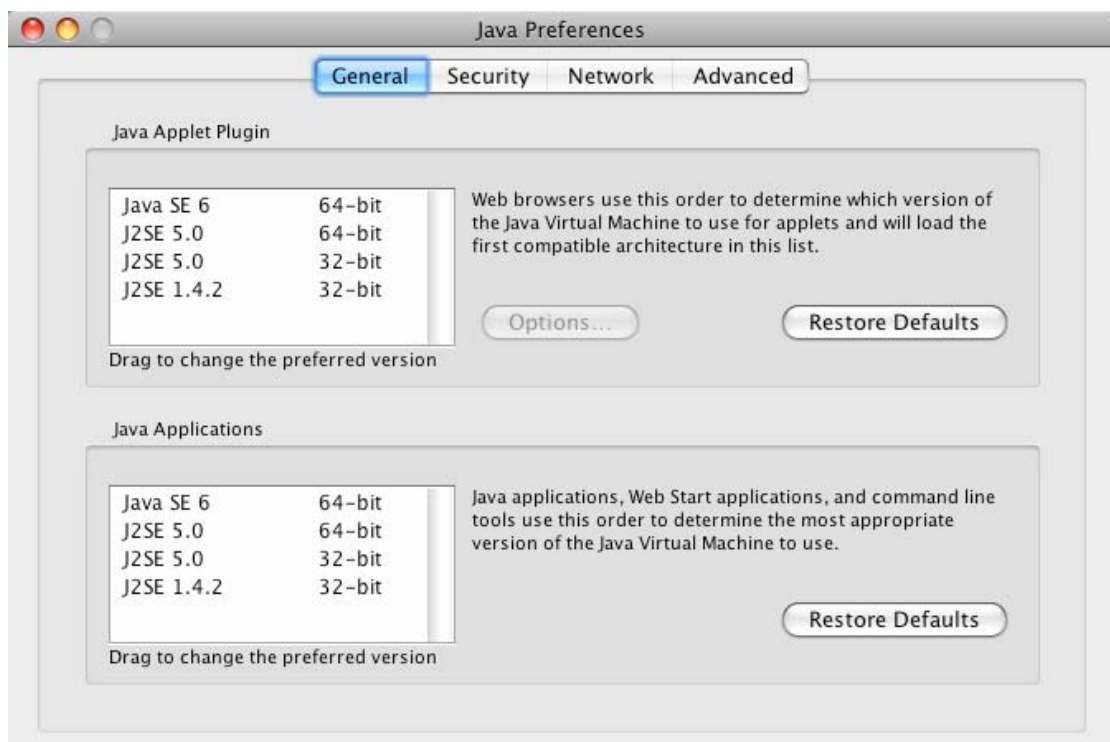 Java Preferences
General Security Network Advanced
Java Applet Plugin
Java SE 6 64-bit
J2SE 5.0 64-bit
J2SE 5.0 32-bit
J2SE 1.4.2 32-bit
Drag to change the preferred version
Web browsers use this order to determine which version of
the Java Virtual Machine to use for applets and will load the
first compatible architecture in this list.
Options...
Restore Defaults
Java Applications
Java SE 6 64-bit
J2SE 5.0 64-bit
J2SE 5.0 32-bit
J2SE 1.4.2 32-bit
Drag to change the preferred version
Java applications, Web Start applications, and command line
tools use this order to determine the most appropriate
version of the Java Virtual Machine to use.
Restore Defaults